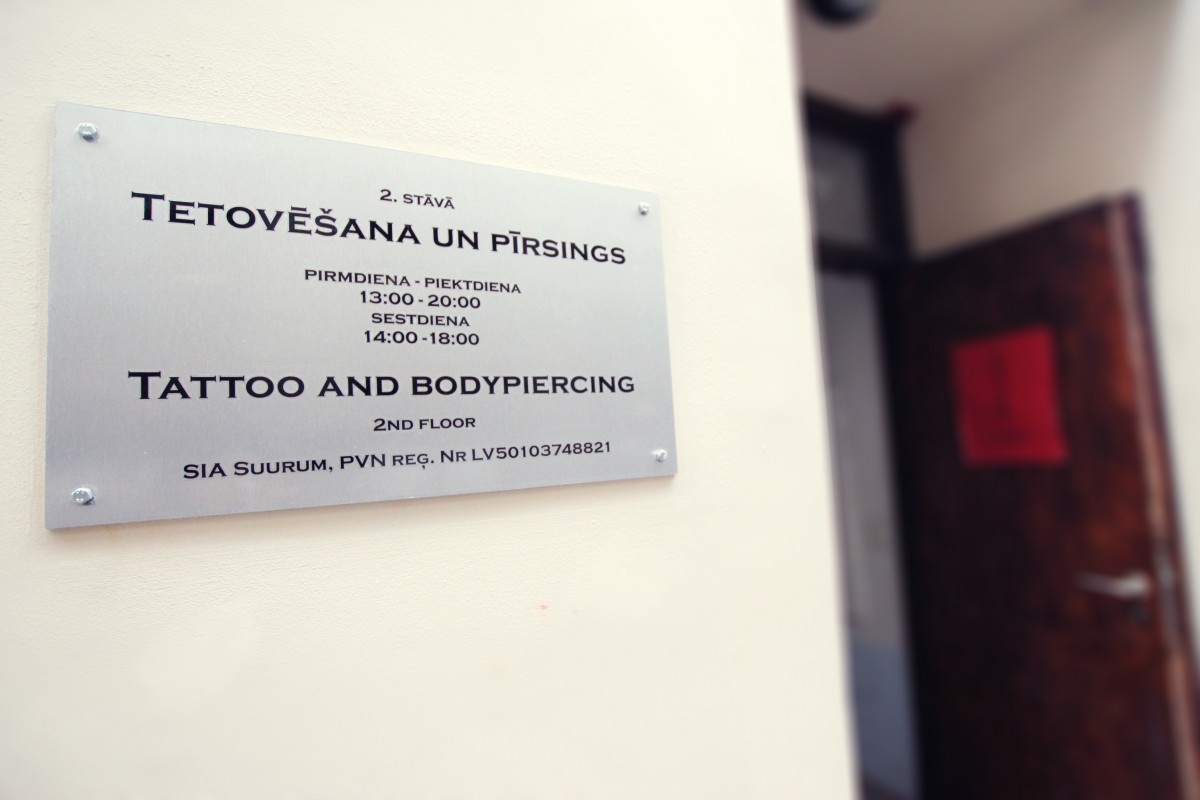 2. STĀVĀ
TETOVĒŠANA UN PĪRSINGS
PIRMDIENA - PIEKTDIENA
13:00 - 20:00
SESTDIENA
14:00 -18:00
TATTOO AND BODYPIERCING
2ND FLOOR
SIA SUURUM, PVN REĢ. NR LV50103748821